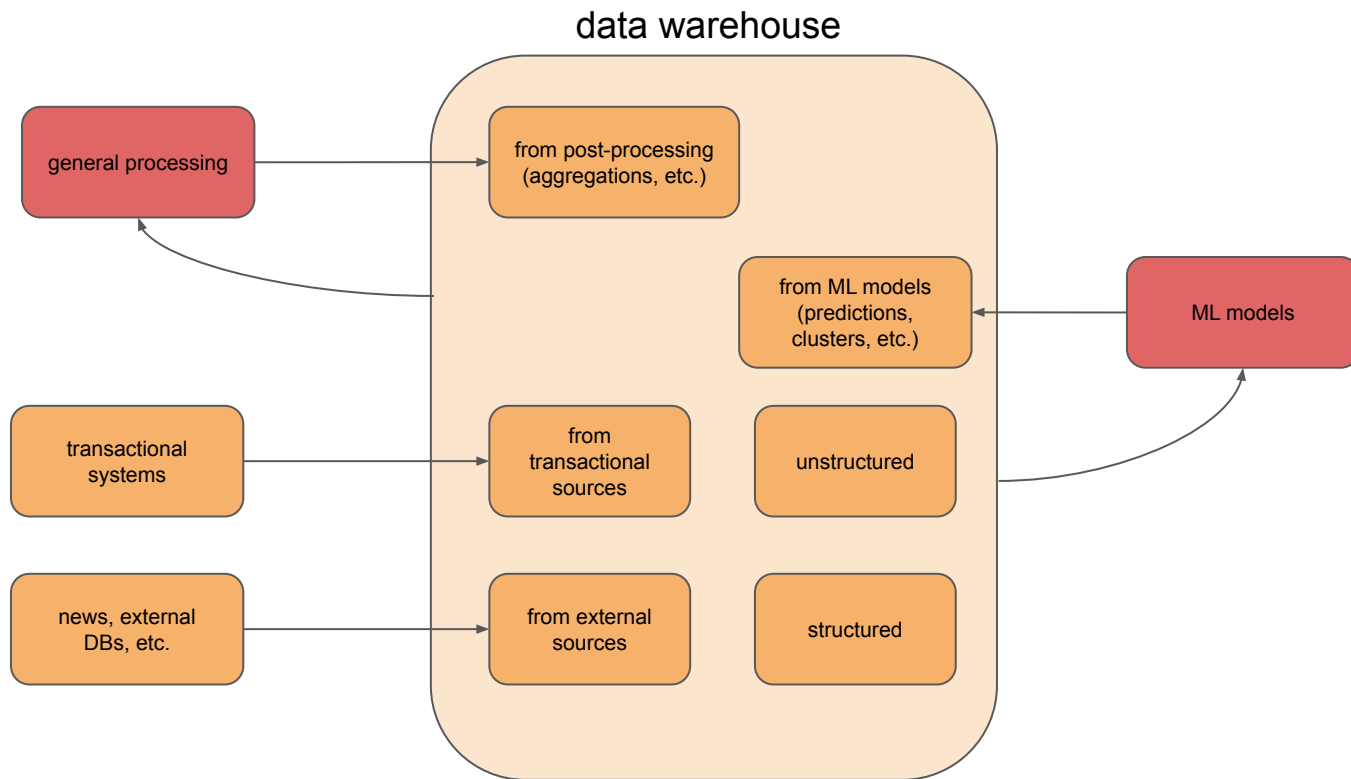 data warehouse
general processing
from post-processing
(aggregations, etc.)
from ML models
(predictions,
clusters, etc.)
ML models
transactional
systems
from
transactional
sources
unstructured
news, external
DBs, etc.
from external
sources
structured